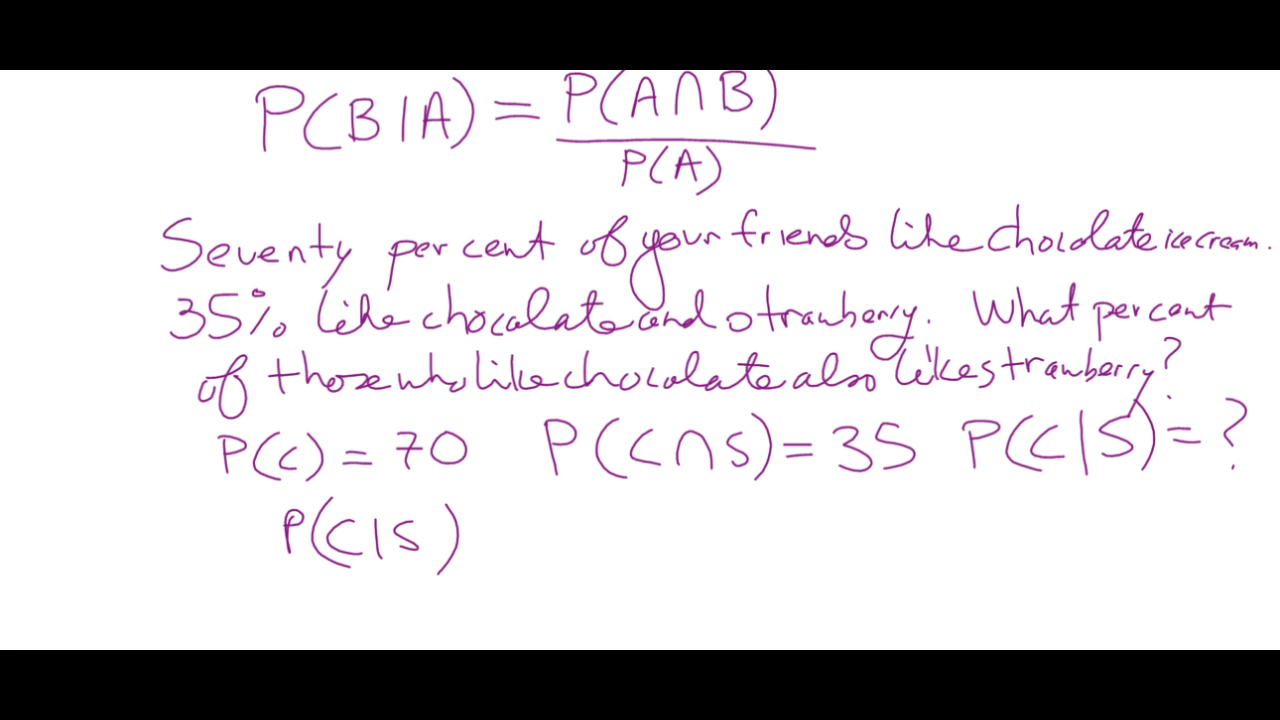 P(B|A) = P(A∩B)
P(A)
Seventy percent of your friends like chocolate ice cream.
35% like chocolate and strawberry. What percent
of those who like chocolate also like strawberry?
P(C) = 70 P(C∩S) = 35 P(C|S) = ?
P(C|S)